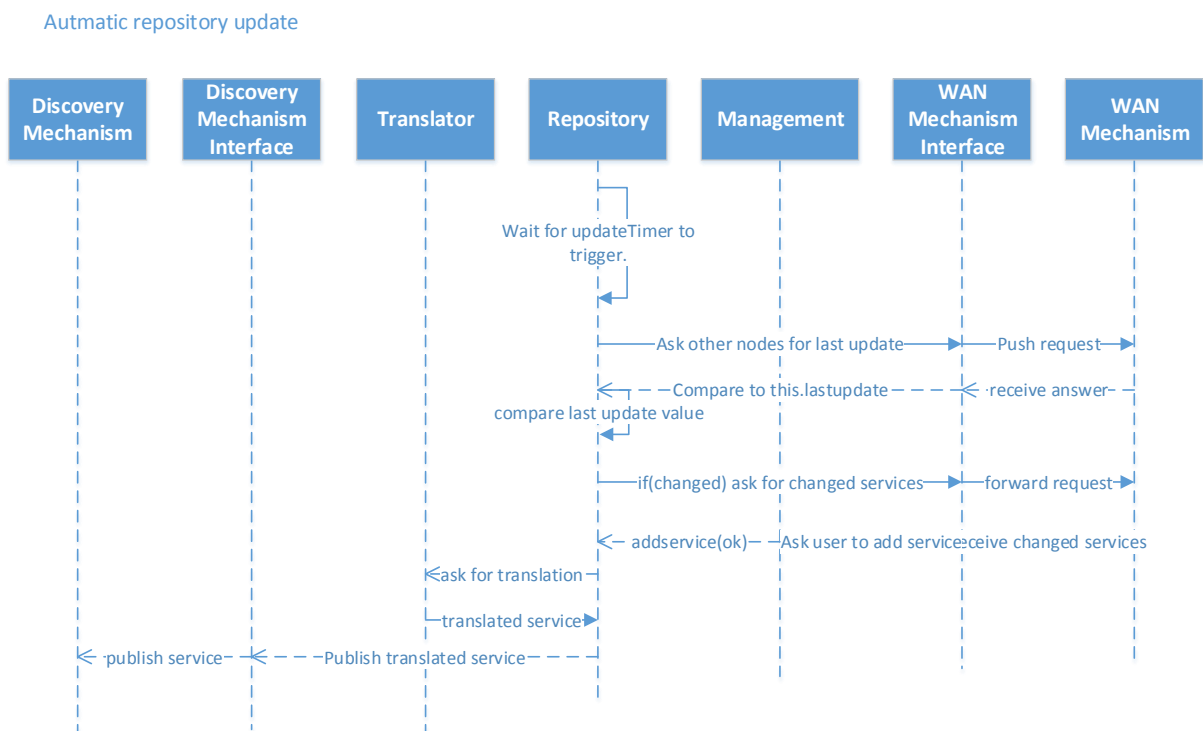 Autmatic repository update
Discovery
Mechanism
Discovery
Mechanism
Interface
Translator
Repository
Management
WAN
Mechanism
Interface
WAN
Mechanism
Wait for updateTimer to
trigger.
Ask other nodes for last update
Push request
Compare to this.lastupdate
receive answer
compare last update value
if(changed) ask for changed services
forward request
addservice(ok)
Ask user to add service
changed services
ask for translation
translated service
publish service
Publish translated service